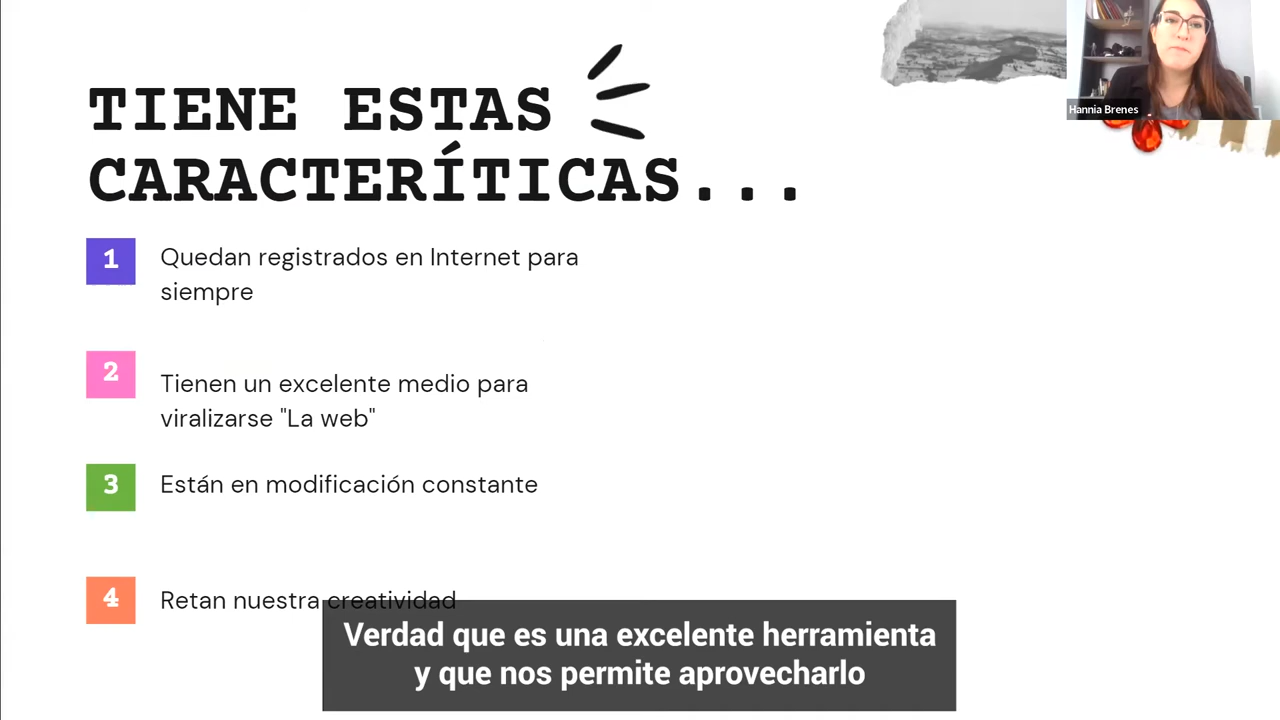 TIENE ESTAS
CARACTERÍTICAS...
Hannia Brenes
1
Quedan registrados en Internet para
siempre
2
Tienen un excelente medio para
viralizarse "La web"
3
Están en modificación constante
4
Retan nuestra creatividad
Verdad que es una excelente herramienta
y que nos permite aprovecharlo